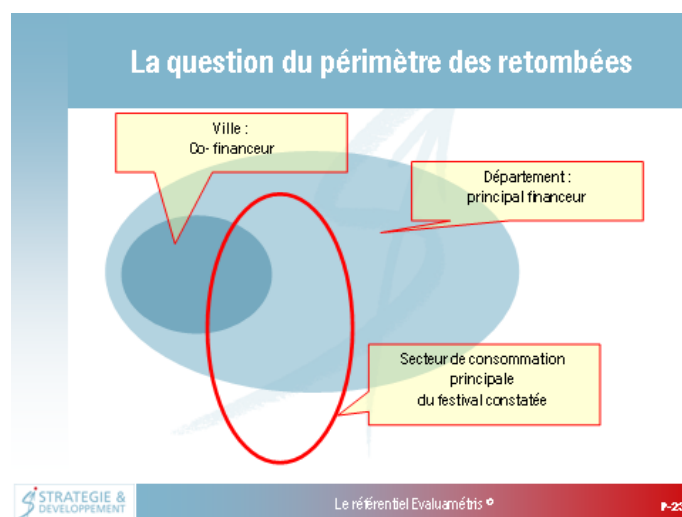 La question du périmètre des retombées
Ville :
Co- financeur
Département :
principal financeur
Secteur de consommation
principale
du festival constatée
STRATEGIE &
DEVELOPPEMENT
Le référentiel Evaluamétris ©
P-23